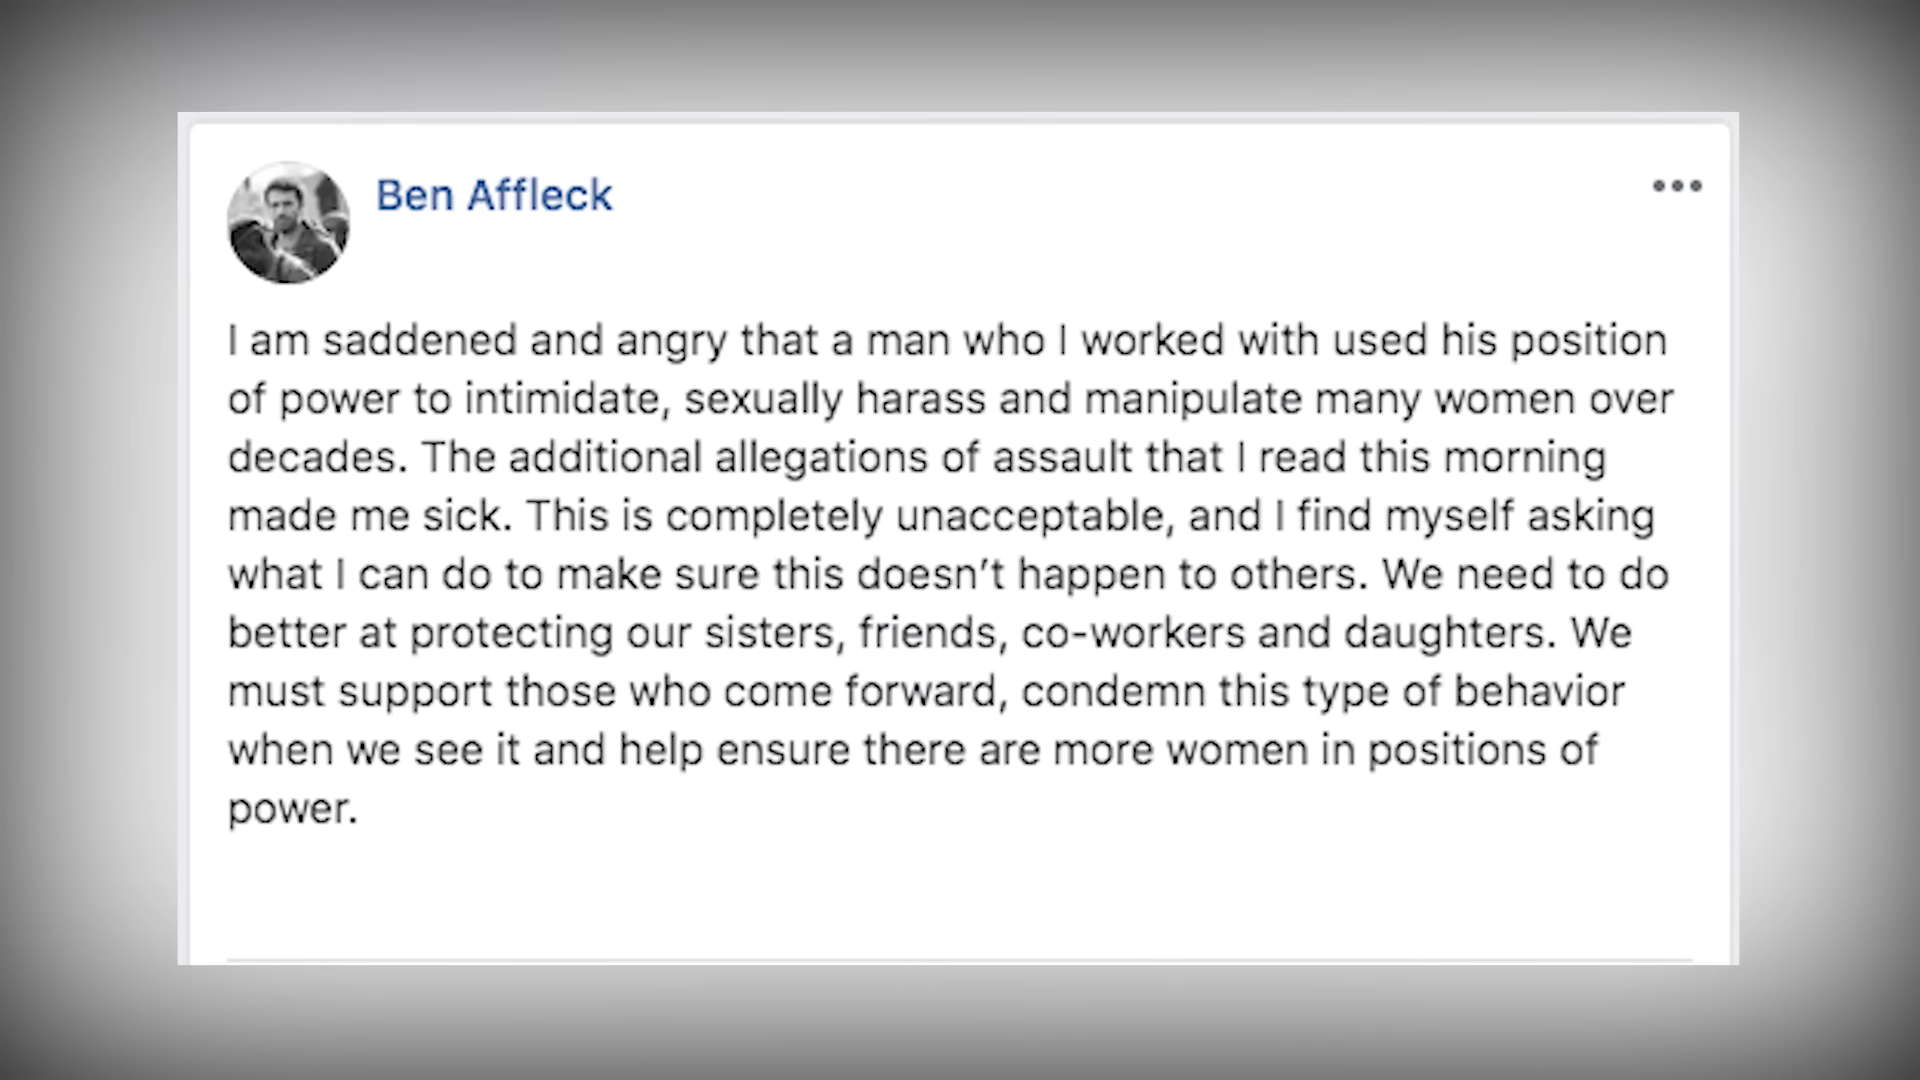 Ben Affleck
I am saddened and angry that a man who I worked with used his position
of power to intimidate, sexually harass and manipulate many women over
decades. The additional allegations of assault that I read this morning
made me sick. This is completely unacceptable, and I find myself asking
what I can do to make sure this doesn’t happen to others. We need to do
better at protecting our sisters, friends, co-workers and daughters. We
must support those who come forward, condemn this type of behavior
when we see it and help ensure there are more women in positions of
power.